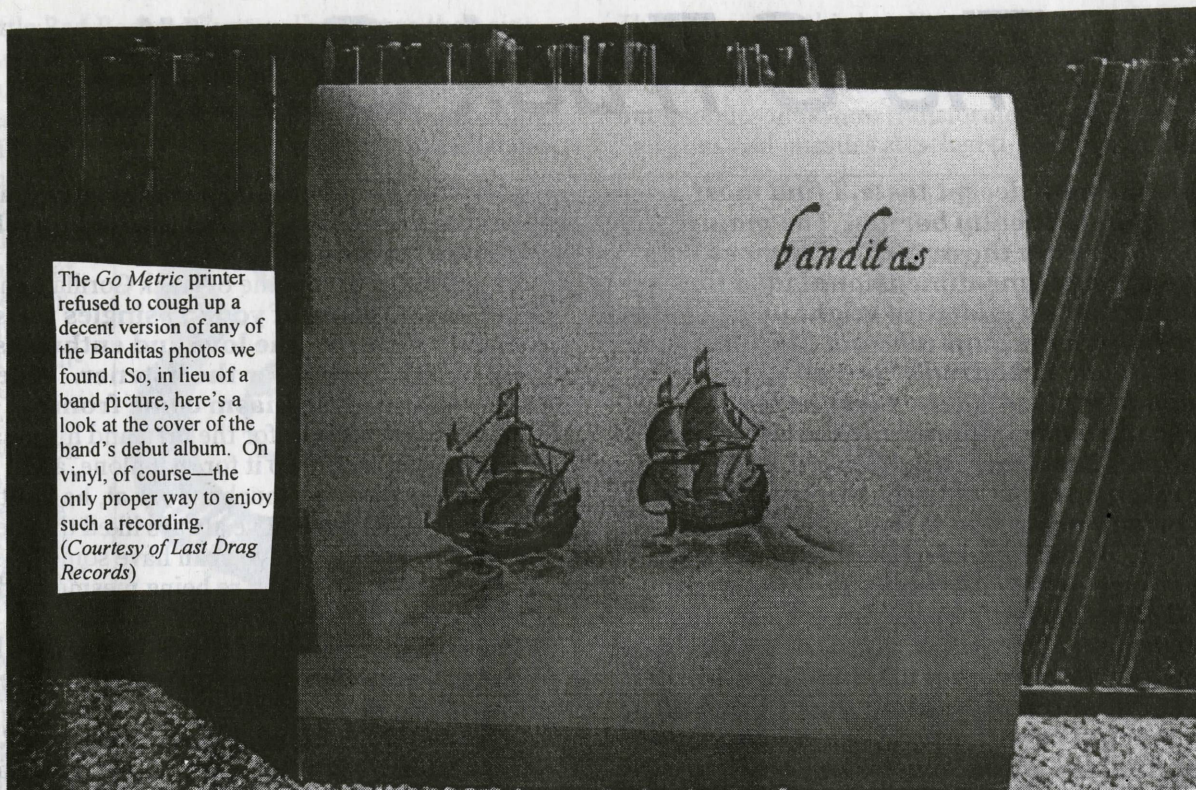 The Go Metric printer
refused to cough up a
decent version of any of
the Banditas photos we
found. So, in lieu of a
band picture, here's a
look at the cover of the
band's debut album. On
vinyl, of course—the
only proper way to enjoy
such a recording.
(Courtesy of Last Drag
Records)
banditas